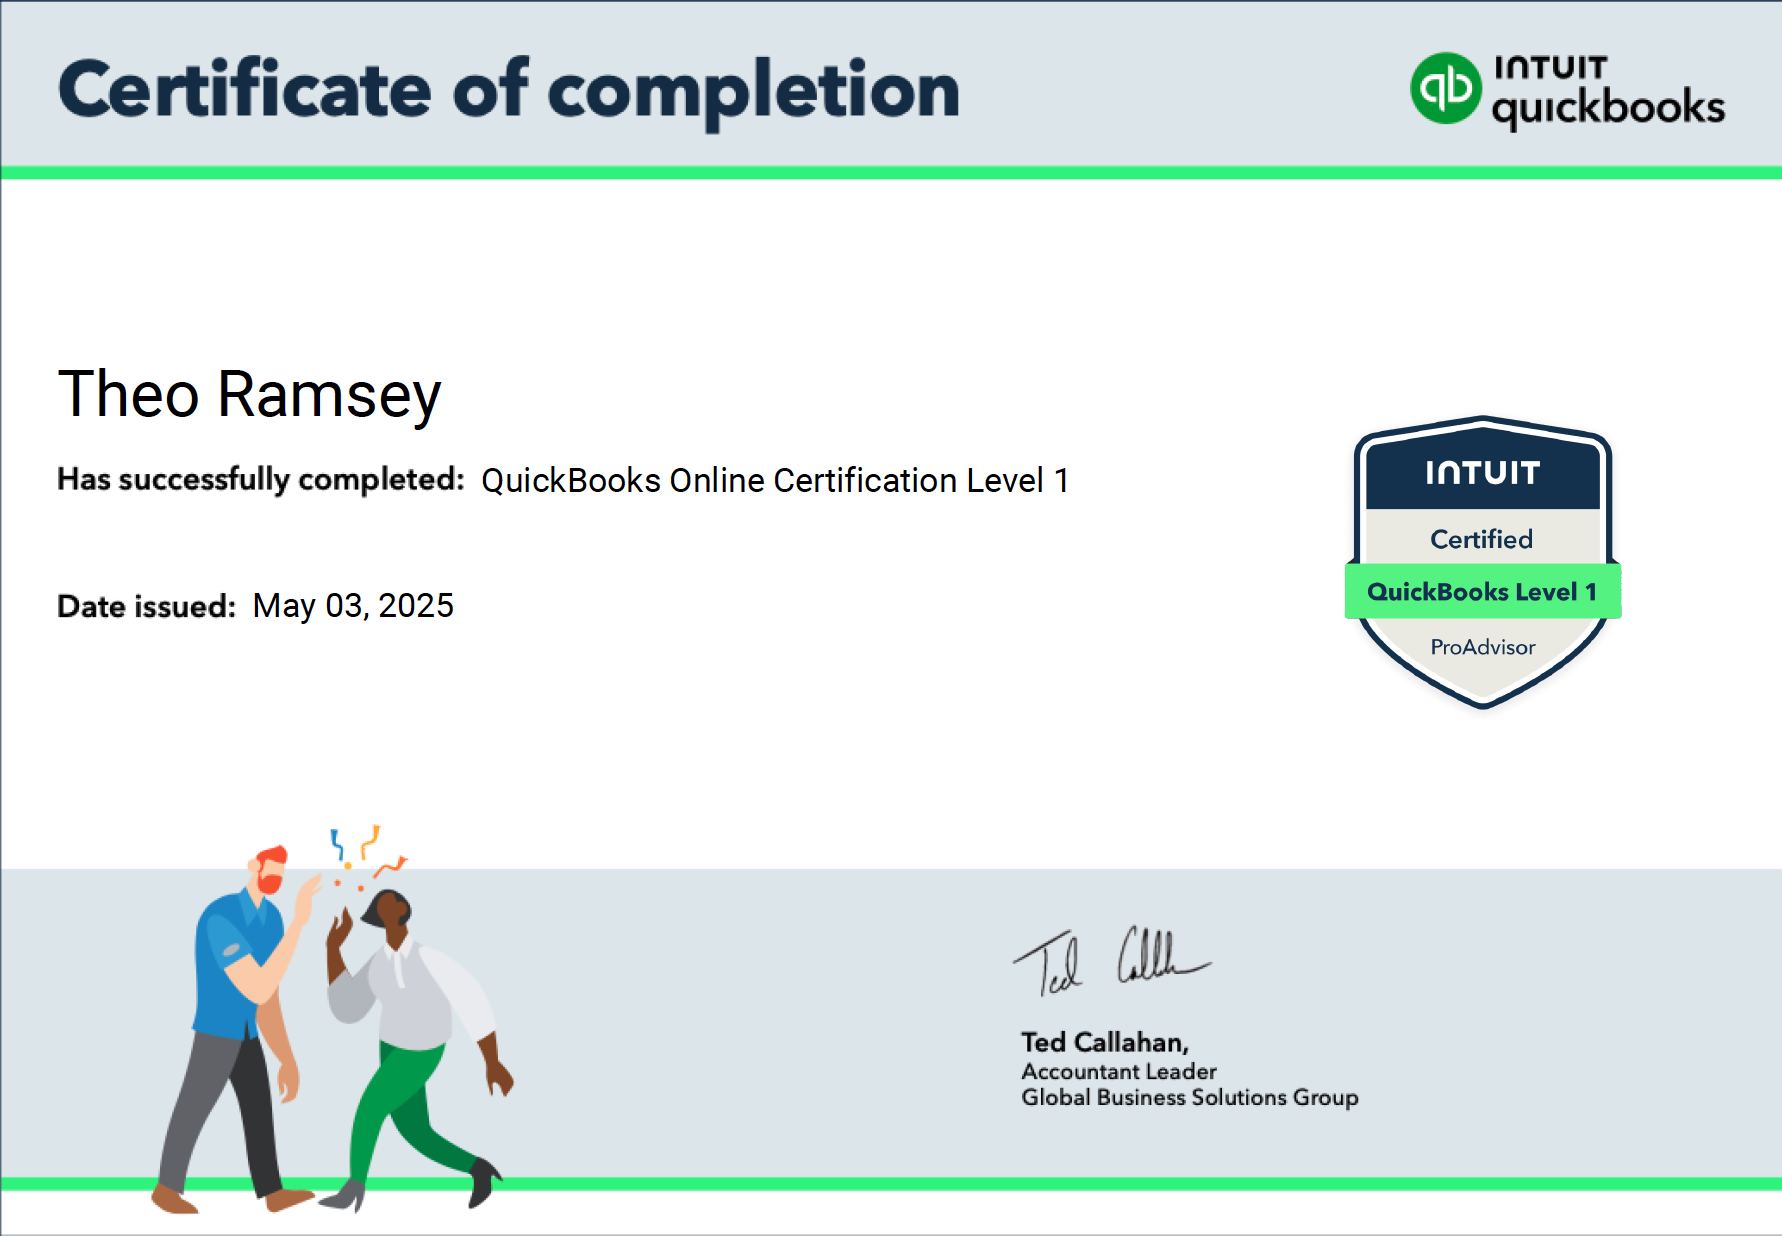 Certificate of completion
qb INTUIT
quickbooks
Theo Ramsey
Has successfully completed: QuickBooks Online Certification Level 1
Date issued: May 03, 2025
INTUIT
Certified
QuickBooks Level 1
ProAdvisor
Ted Callahan
Ted Callahan,
Accountant Leader
Global Business Solutions Group